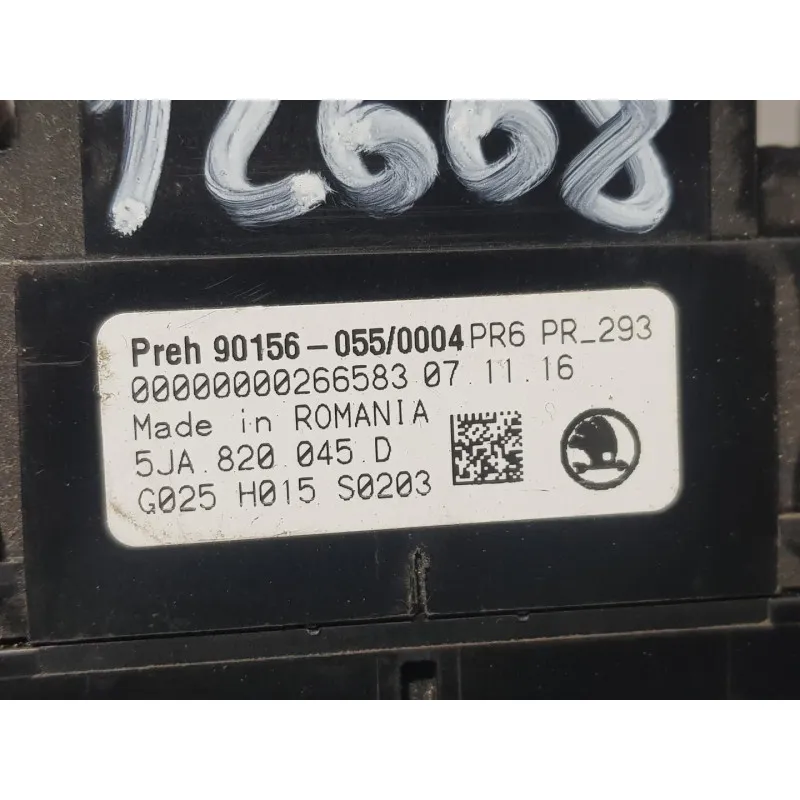 Preh 90156-055/0004 PR6 PR_293
00000000266583 07 11 16
Made in ROMANIA
5JA 820 045 D
G025 H015 S0203